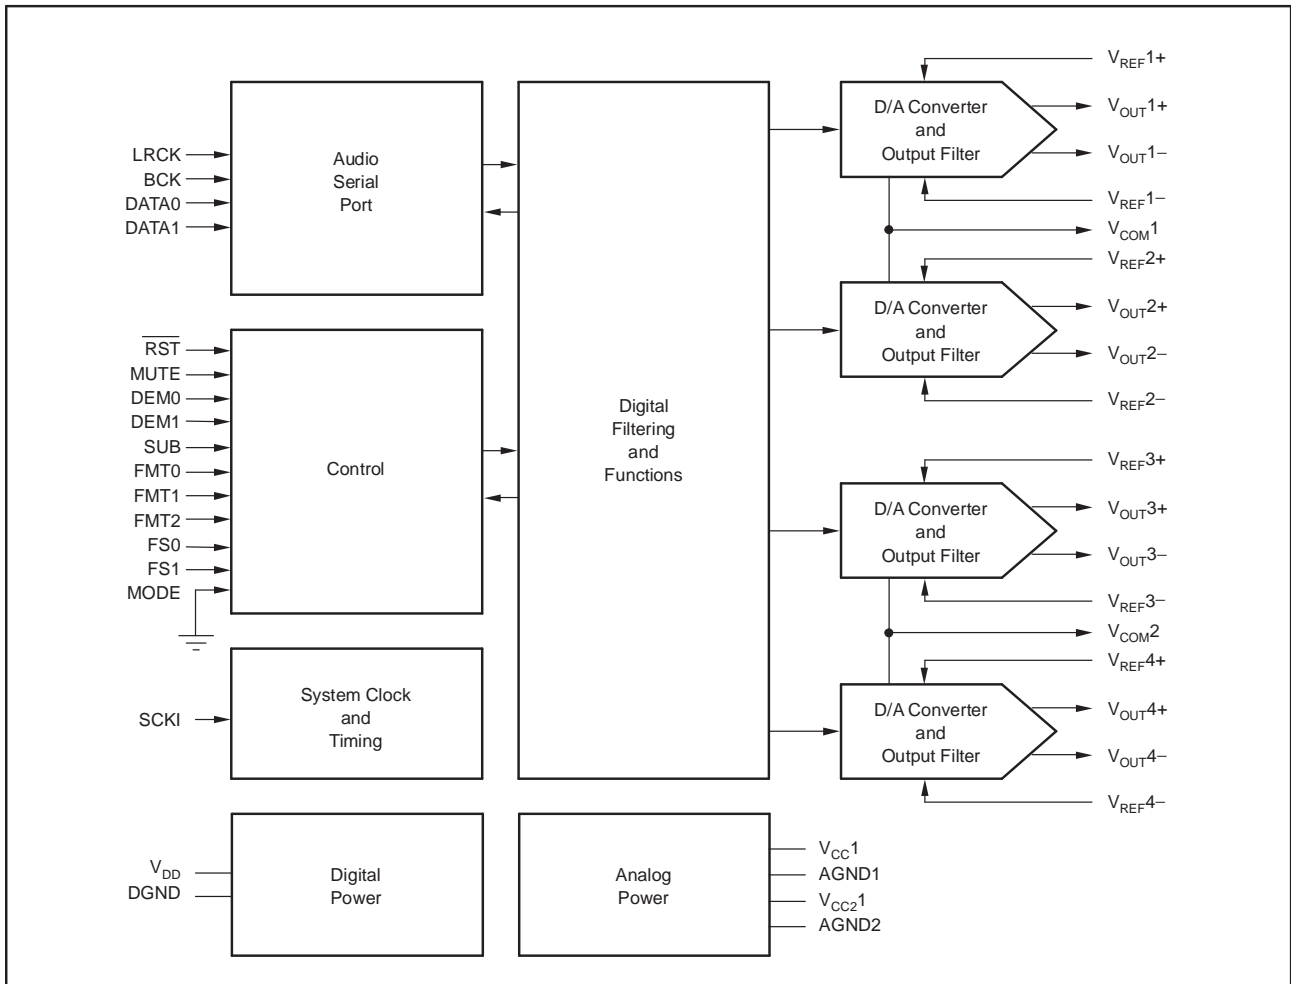 LRCK
BCK
DATA0
DATA1
Audio
Serial
Port
RST
MUTE
DEM0
DEM1
SUB
FMT0
FMT1
FMT2
FS0
FS1
MODE
Control
SCKI
System Clock
and
Timing
VDD
DGND
Digital
Power
Digital
Filtering
and
Functions
Analog
Power
VCC1
AGND1
VCC21
AGND2
D/A Converter
and
Output Filter
VREF1+
VOUT1+
VOUT1−
VREF1−
VCOM1
D/A Converter
and
Output Filter
VREF2+
VOUT2+
VOUT2−
VREF2−
D/A Converter
and
Output Filter
VREF3+
VOUT3+
VOUT3−
VREF3−
VCOM2
D/A Converter
and
Output Filter
VREF4+
VOUT4+
VOUT4−
VREF4−